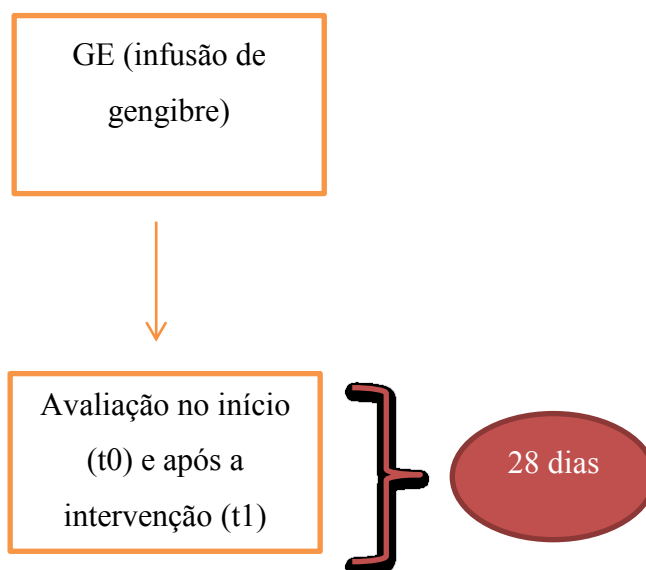 GE (infusão de
gengibre)
Avaliação no início
(t0) e após a
intervenção (t1)
28 dias